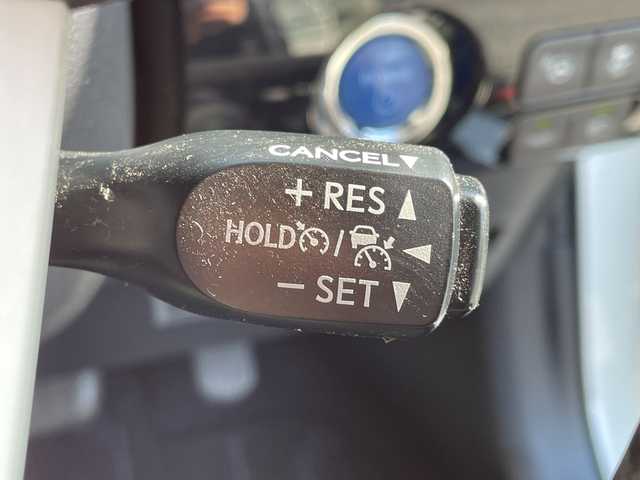 CANCEL▼
+ RES ▲
HOLD / ◀
− SET ▼